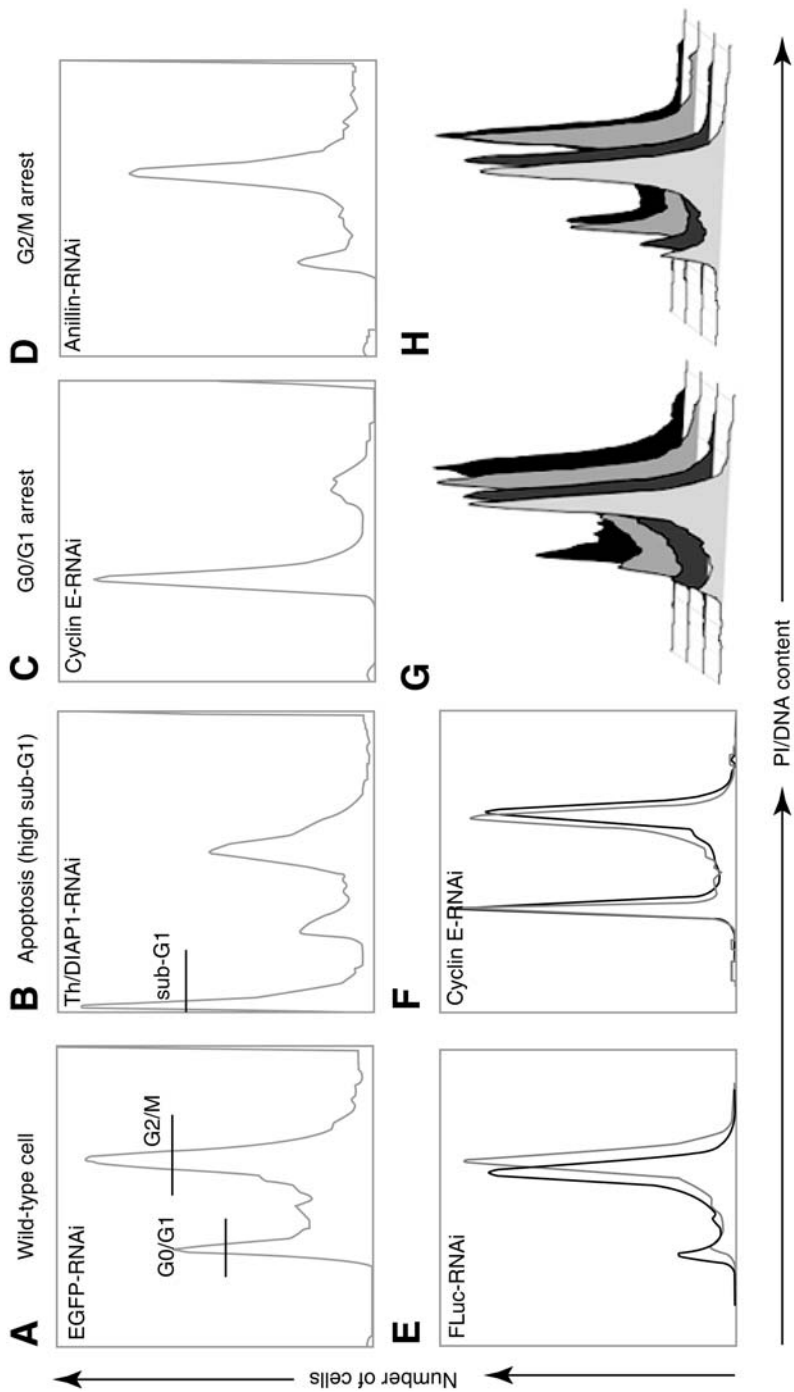 A
Wild-type cell
EGFP-RNAi
G0/G1
G2/M
B
Apoptosis (high sub-G1)
Th/DIAP1-RNAi
sub-G1
C
G0/G1 arrest
Cyclin E-RNAi
D
G2/M arrest
Anillin-RNAi
E
FLuc-RNAi
F
Cyclin E-RNAi
G
H
Number of cells
PI/DNA content